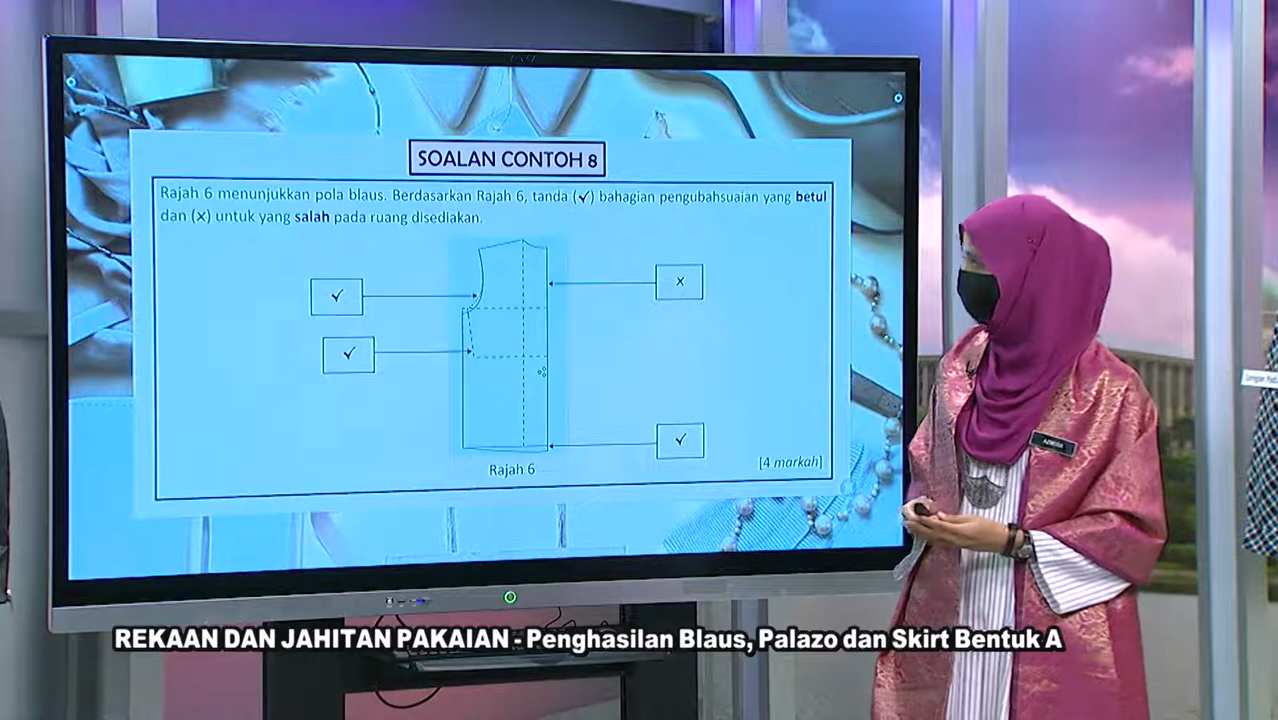 SOALAN CONTOH 8
Rajah 6 menunjukkan pola blaus. Berdasarkan Rajah 6, tanda (✓) bahagian pengubahsuaian yang betul
dan (x) untuk yang salah pada ruang disediakan.
✓
x
✓
✓
Rajah 6
[4 markah]
AZWINA
REKAAN DAN JAHITAN PAKAIAN - Penghasilan Blaus, Palazo dan Skirt Bentuk A